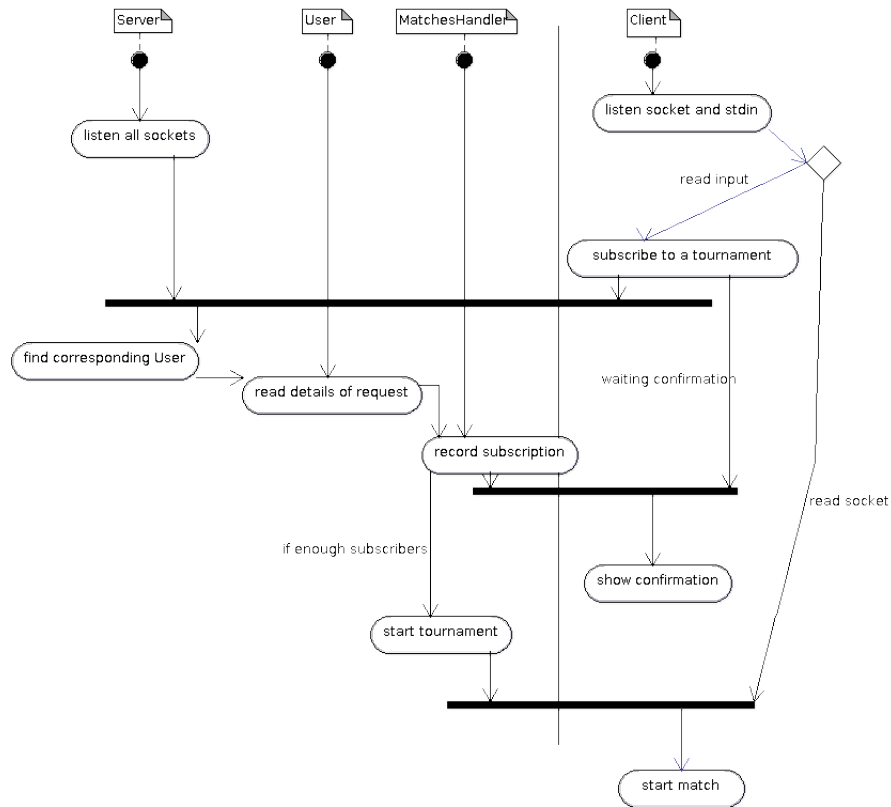 Server
User
MatchesHandler
Client
listen socket and stdin
listen all sockets
read input
subscribe to a tournament
find corresponding User
read details of request
waiting confirmation
record subscription
read socket
if enough subscribers
show confirmation
start tournament
start match